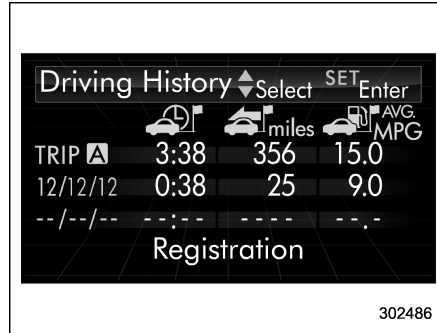 Driving History Select SET Enter
miles AVG. MPG
TRIP A 3:38 356 15.0
12/12/12 0:38 25 9.0
--/--/-- --:-- ---- --.-
Registration
302486